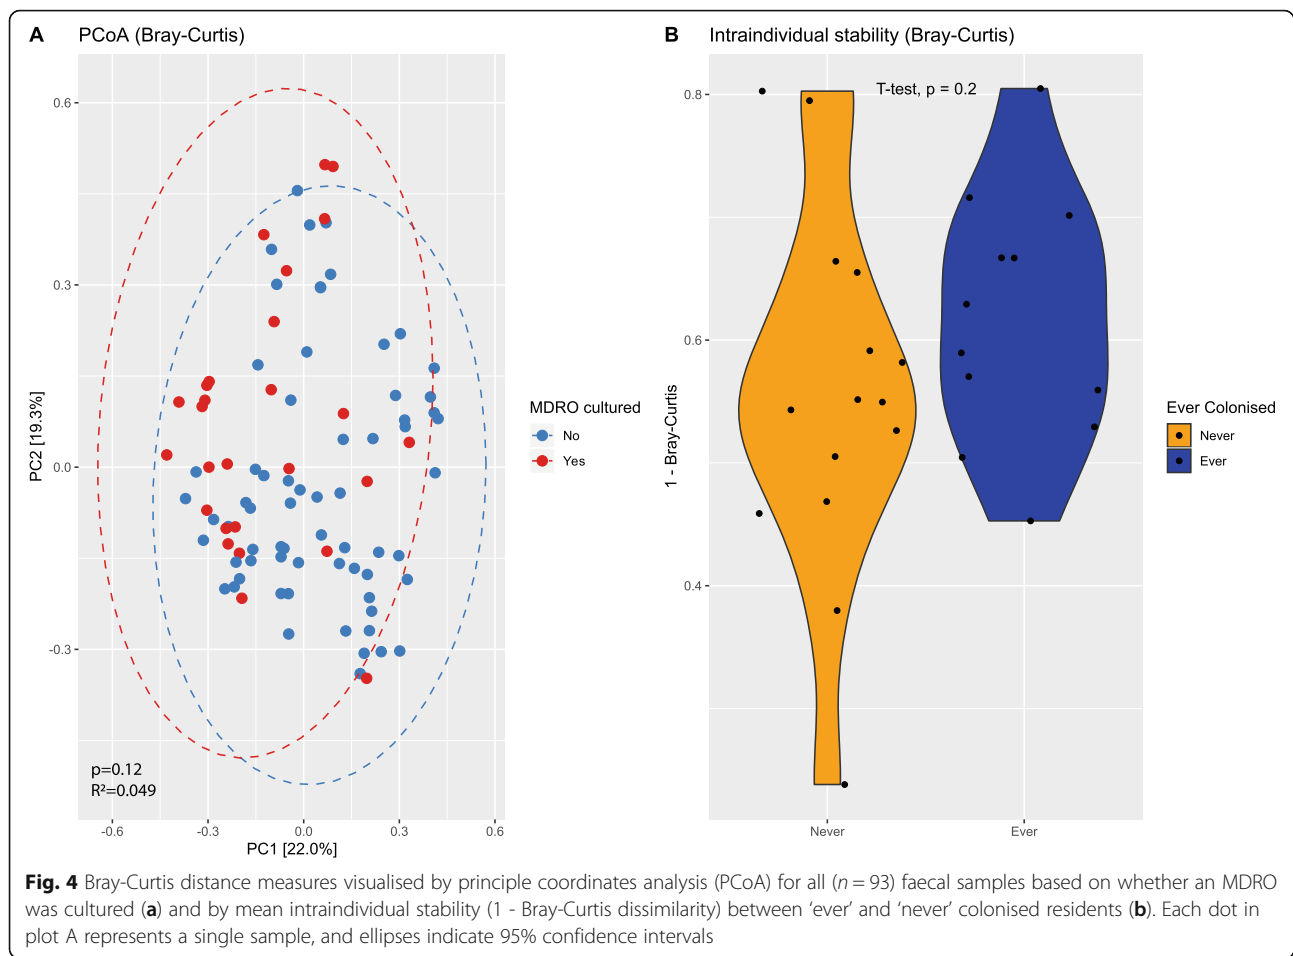 A PCoA (Bray-Curtis)
0.6
0.3
0.0
-0.3
PC2 [19.3%]
p=0.12
R²=0.049
-0.6 -0.3 0.0 0.3 0.6
PC1 [22.0%]
MDRO cultured
No
Yes
B Intraindividual stability (Bray-Curtis)
T-test, p = 0.2
0.8
0.6
0.4
1 - Bray-Curtis
Never Ever
Ever Colonised
Never
Ever
Fig. 4 Bray-Curtis distance measures visualised by principle coordinates analysis (PCoA) for all (n = 93) faecal samples based on whether an MDRO
was cultured (a) and by mean intraindividual stability (1 - Bray-Curtis dissimilarity) between ‘ever’ and ‘never’ colonised residents (b). Each dot in
plot A represents a single sample, and ellipses indicate 95% confidence intervals